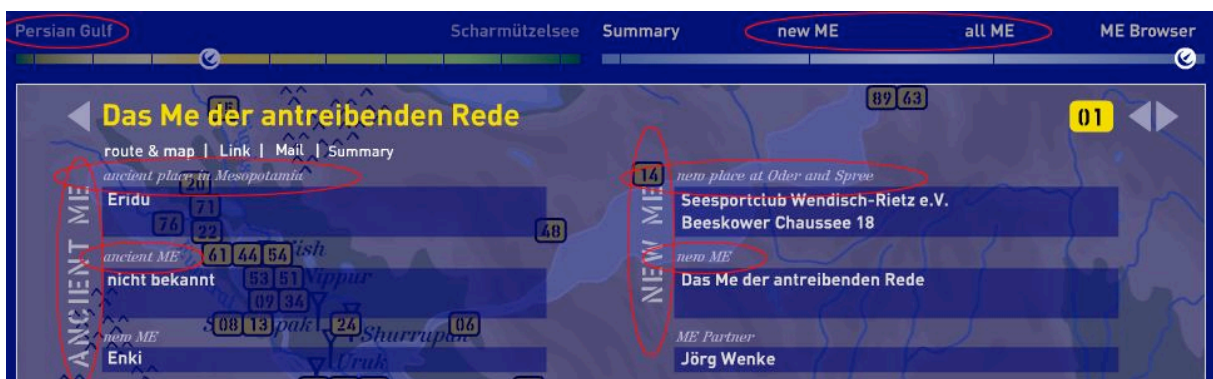 Persian Gulf
Scharmützelsee
Summary
new ME
all ME
ME Browser
Das Me der antreibenden Rede
89 63
01
route & map | Link | Mail | Summary
ANCIENT ME
ancient place in Mesopotamia
20
Eridu
71
76 22
48
ancient ME
61 44 54 ish
nicht bekannt
53 51 Nippur
09 34
new ME
08 13 pak 24 Shurrupak 06
Enki
Uruk
NEW ME
14
new place at Oder and Spree
Seesportclub Wendisch-Rietz e.V.
Beeskower Chaussee 18
new ME
Das Me der antreibenden Rede
ME Partner
Jörg Wenke